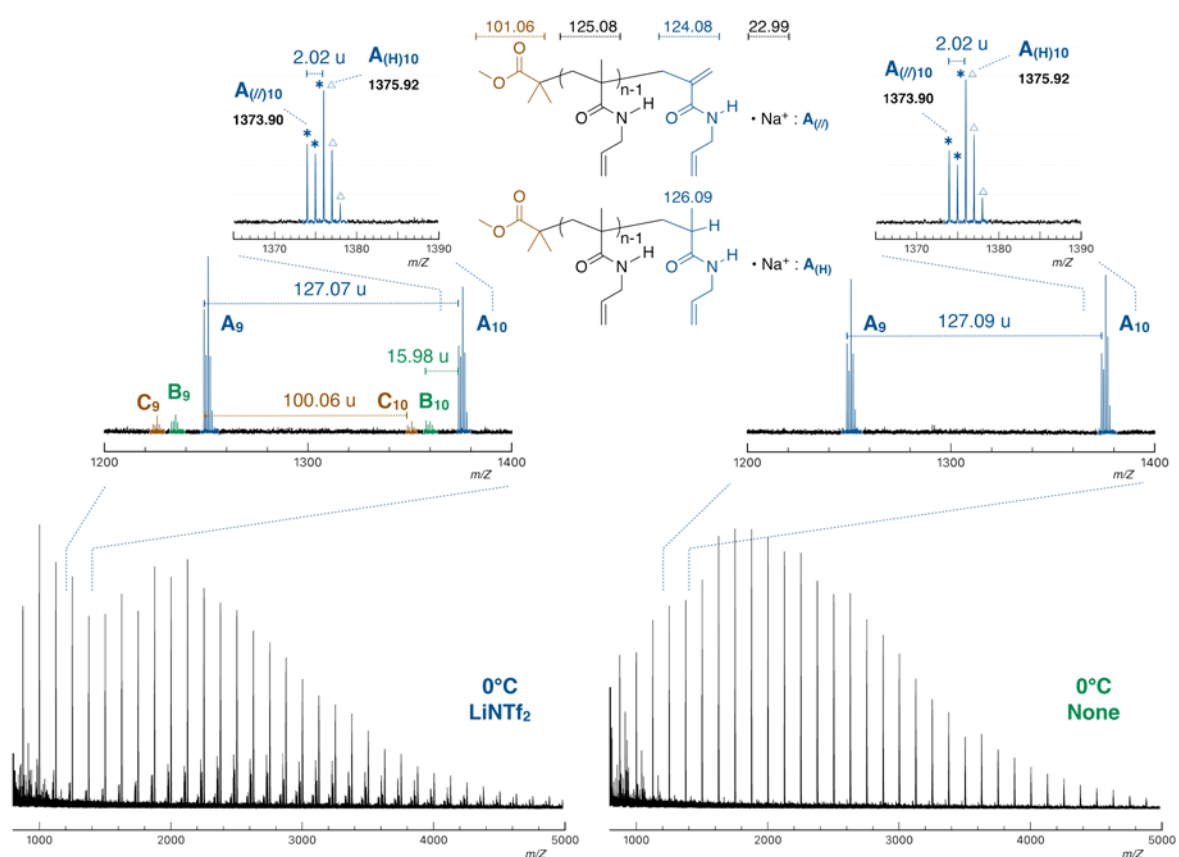 101.06 125.08 124.08 22.99
2.02 u
A(H)10
1375.92
A(//)10
1373.90
*
*
*
△
△
△
1370 1380 1390
m/Z
O
O
n-1
O N H
O N H
• Na⁺ : A(//)
126.09
O
O
n-1
H
O N H
O N H
• Na⁺ : A(H)
2.02 u
A(H)10
1375.92
A(//)10
1373.90
*
*
*
△
△
△
1370 1380 1390
m/Z
127.07 u
A9 A10
15.98 u
C9 B9 100.06 u C10 B10
1200 1300 1400
m/Z
127.09 u
A9 A10
1200 1300 1400
m/Z
0°C
LiNTf₂
1000 2000 3000 4000 5000
m/Z
0°C
None
1000 2000 3000 4000 5000
m/Z